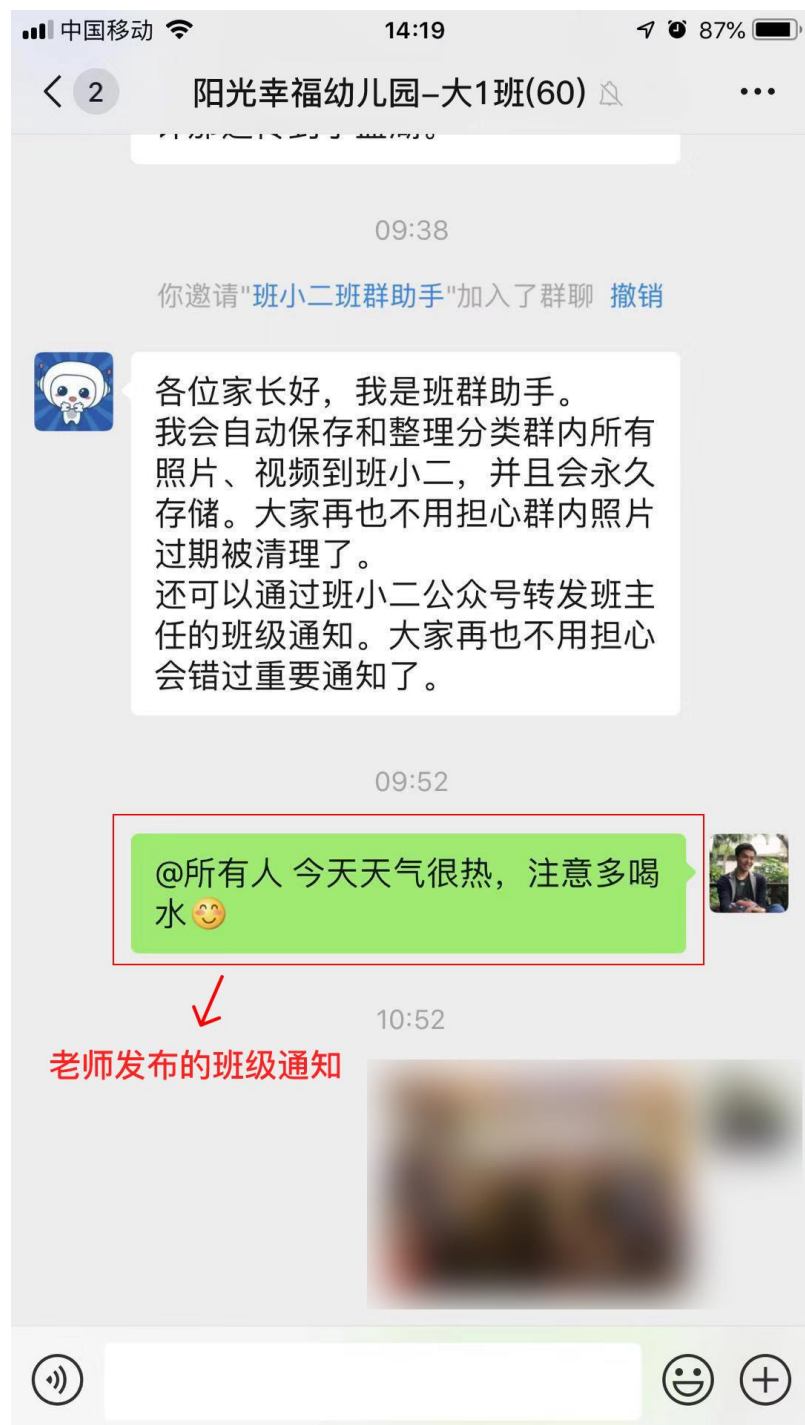 中国移动 14:19 87%
2 阳光幸福幼儿园-大1班(60)
09:38
你邀请"班小二班群助手"加入了群聊 撤销
各位家长好，我是班群助手。
我会自动保存和整理分类群内所有
照片、视频到班小二，并且会永久
存储。大家再也不用担心群内照片
过期被清理了。
还可以通过班小二公众号转发班主
任的班级通知。大家再也不用担心
会错过重要通知了。
09:52
@所有人 今天天气很热，注意多喝
水😊
10:52
老师发布的班级通知